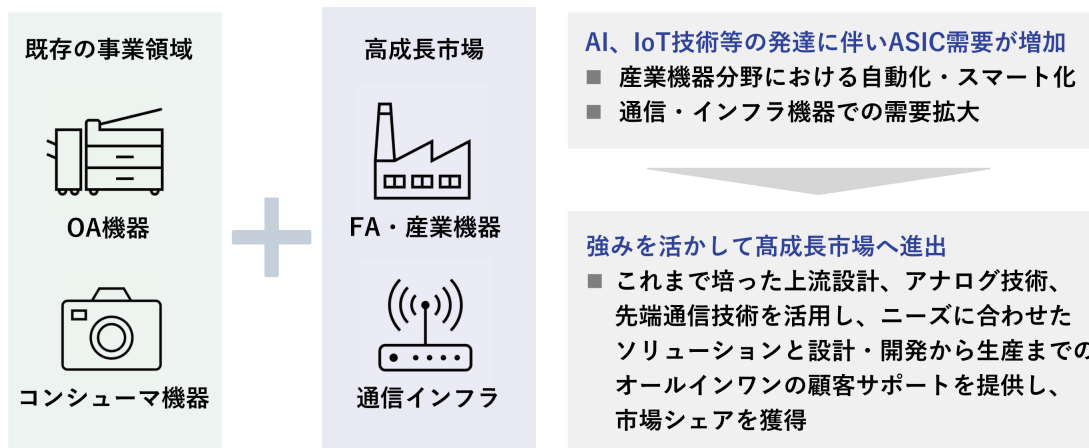 既存の事業領域
OA機器
コンシューマ機器
高成長市場
FA・産業機器
通信インフラ
AI、IoT技術等の発達に伴いASIC需要が増加
■ 産業機器分野における自動化・スマート化
■ 通信・インフラ機器での需要拡大
強みを活かして高成長市場へ進出
■ これまで培った上流設計、アナログ技術、
先端通信技術を活用し、ニーズに合わせた
ソリューションと設計・開発から生産までの
オールインワンの顧客サポートを提供し、
市場シェアを獲得